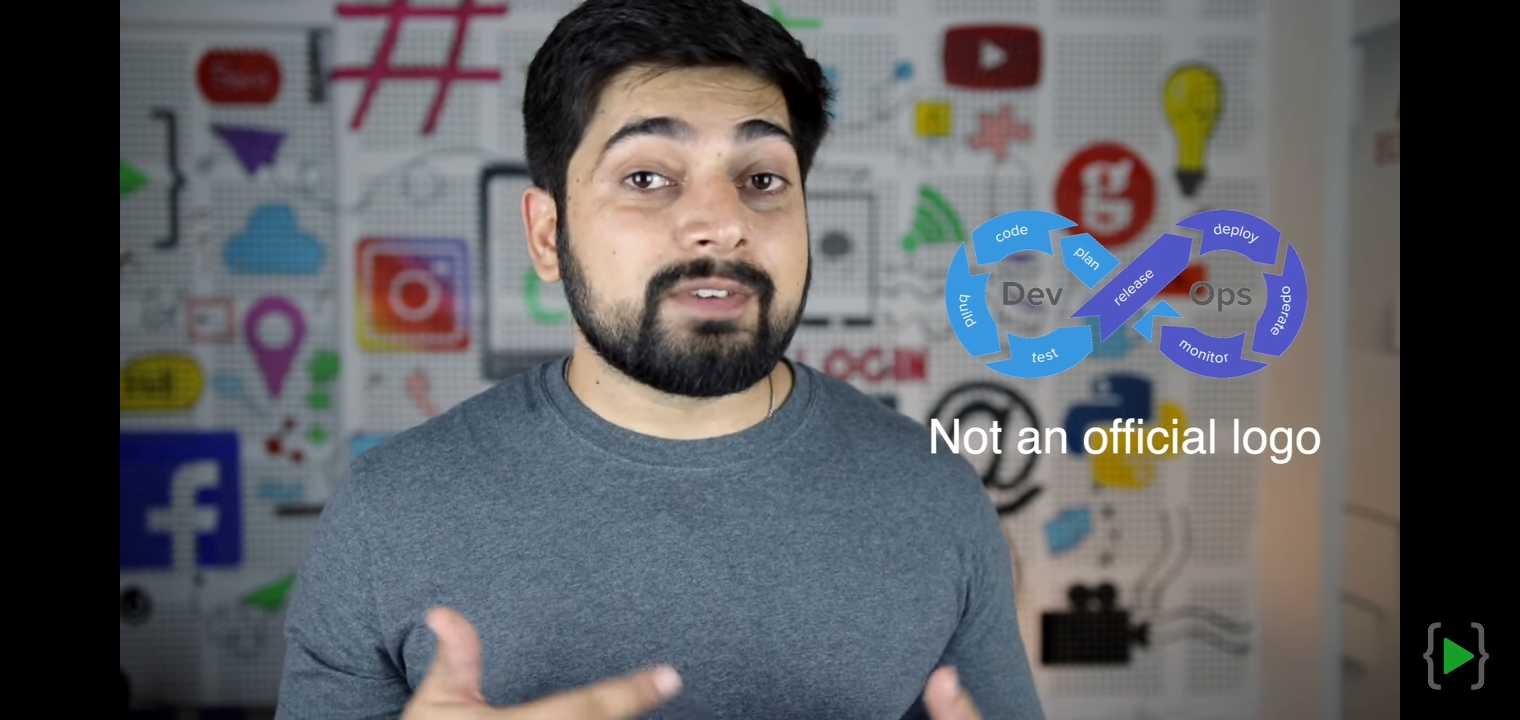 code
plan
build
test
Dev
release
Ops
deploy
operate
monitor
LOGIN
Not an official logo